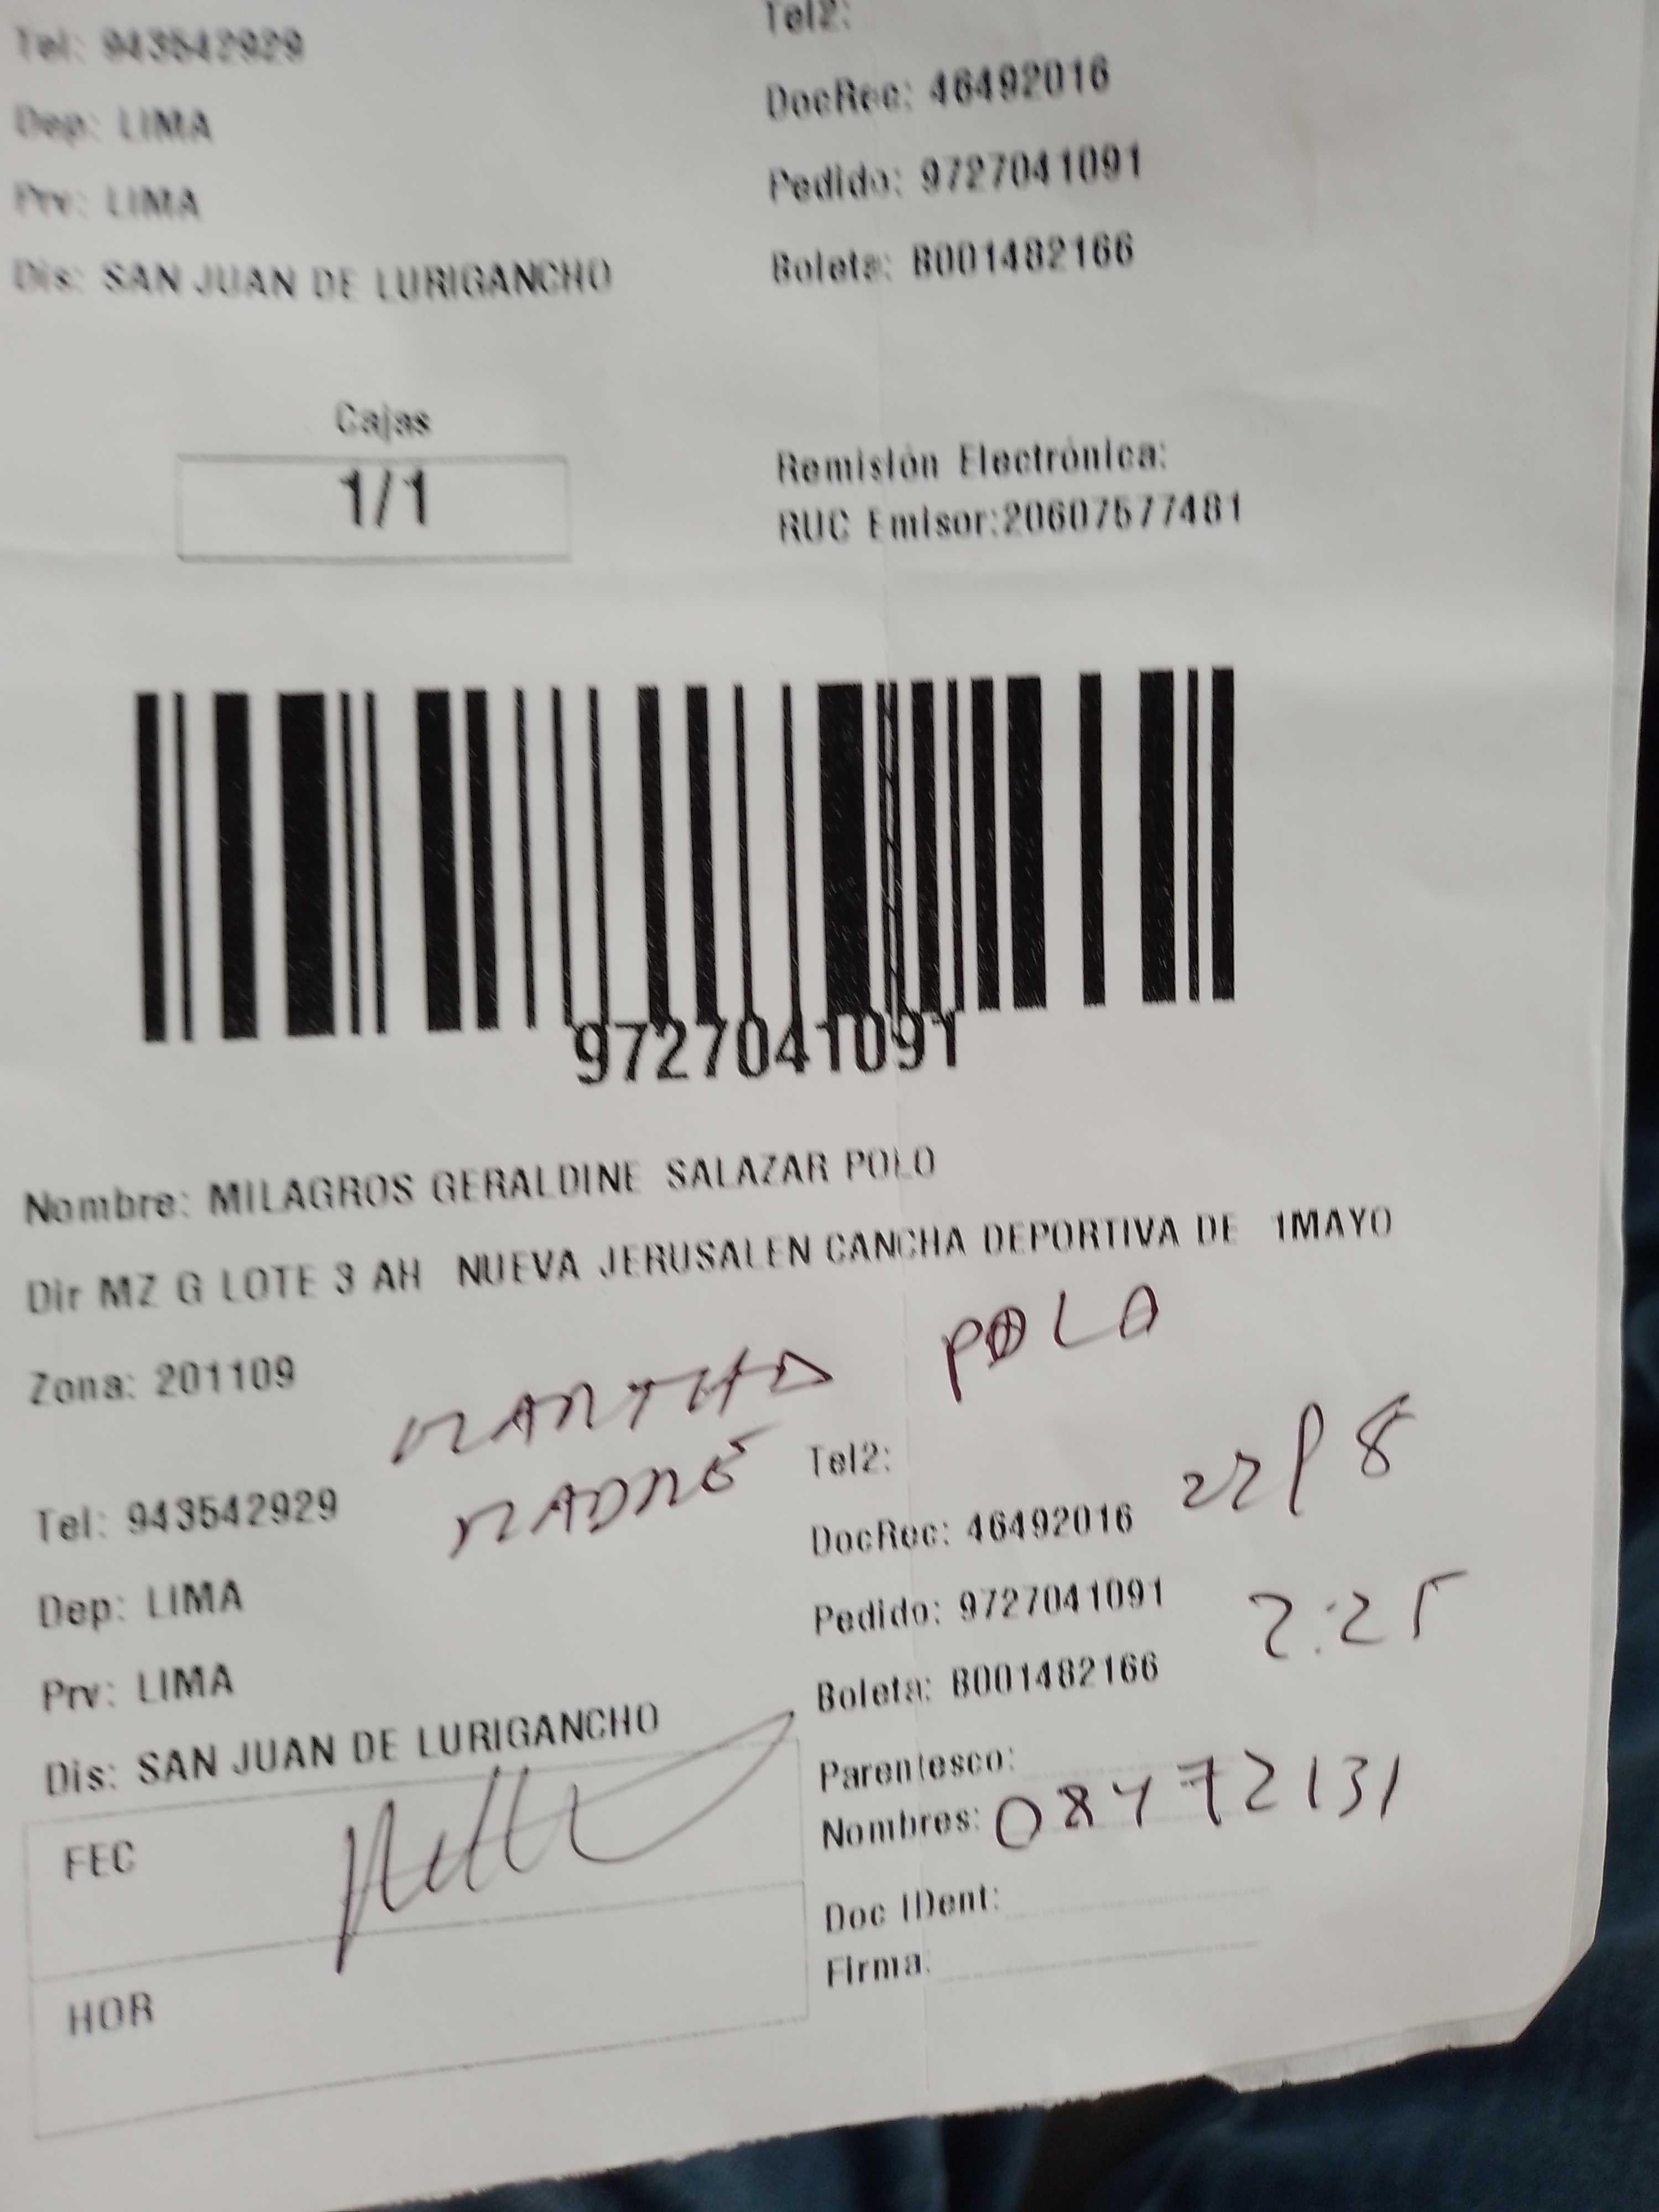 Tel: 943542929
Tel2:
Dep: LIMA
DocRec: 46492016
Prv: LIMA
Pedido: 9727041091
Dis: SAN JUAN DE LURIGANCHO
Boleta: B001482166
Cajas
1/1
Remisión Electrónica:
RUC Emisor:20607577481
9727041091
Nombre: MILAGROS GERALDINE SALAZAR POLO
Dir MZ G LOTE 3 AH NUEVA JERUSALEN CANCHA DEPORTIVA DE 1MAYO
Zona: 201109
MARTHA POLO
MADRE
Tel: 943542929
Tel2:
Dep: LIMA
DocRec: 46492016
Prv: LIMA
Pedido: 9727041091
2:25
Dis: SAN JUAN DE LURIGANCHO
Boleta: B001482166
Parentesco:
Nombres: 08472131
FEC
Doc IDent:
Firma:
HOR